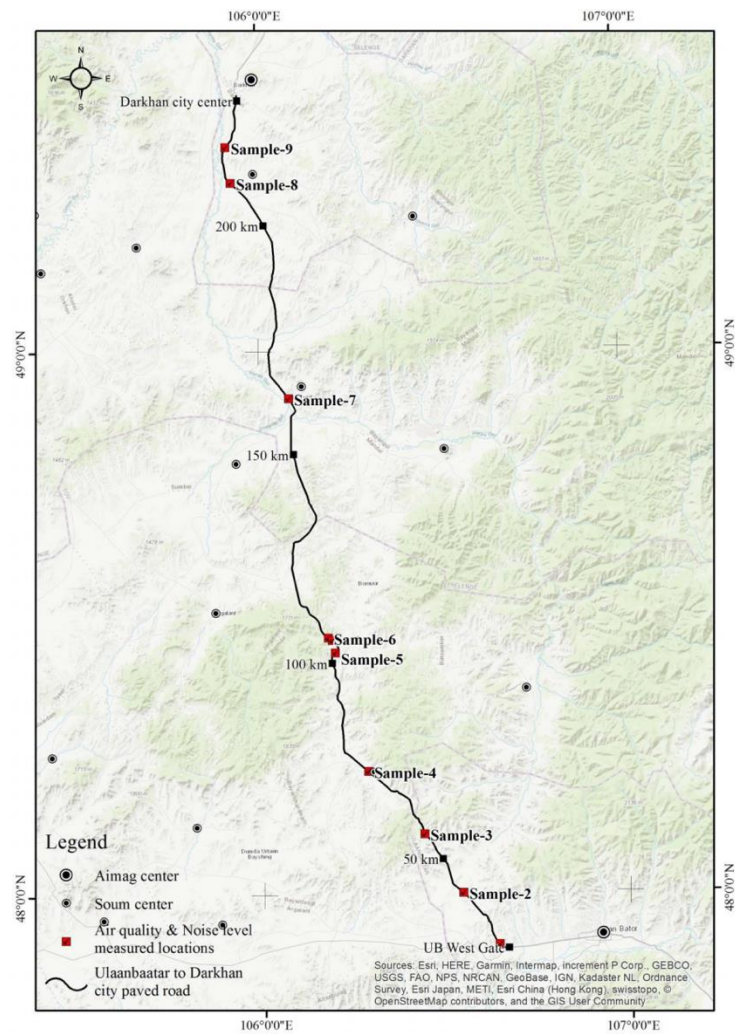 106°0'0"E
107°0'0"E
N
W
E
S
Darkhan city center
Sample-9
Sample-8
200 km
49°0'0"N
49°0'0"N
Sample-7
150 km
Sample-6
Sample-5
100 km
Sample-4
Sample-3
50 km
Sample-2
48°0'0"N
48°0'0"N
UB West Gate
an Bator
Legend
Aimag center
Soum center
Air quality & Noise level
measured locations
Ulaanbaatar to Darkhan
city paved road
Sources: Esri, HERE, Garmin, Intermap, increment P Corp., GEBCO,
USGS, FAO, NPS, NRCAN, GeoBase, IGN, Kadaster NL, Ordnance
Survey, Esri Japan, METI, Esri China (Hong Kong), swisstopo, ©
OpenStreetMap contributors, and the GIS User Community
106°0'0"E
107°0'0"E